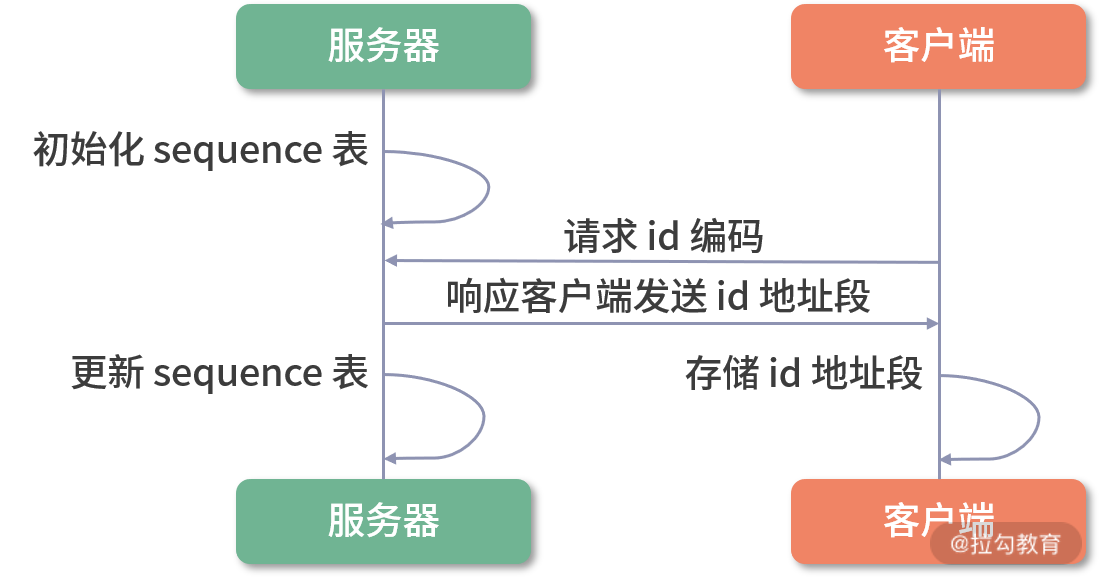 服务器
客户端
初始化 sequence 表
请求 id 编码
响应客户端发送 id 地址段
更新 sequence 表
存储 id 地址段
服务器
客户端
@拉勾教育